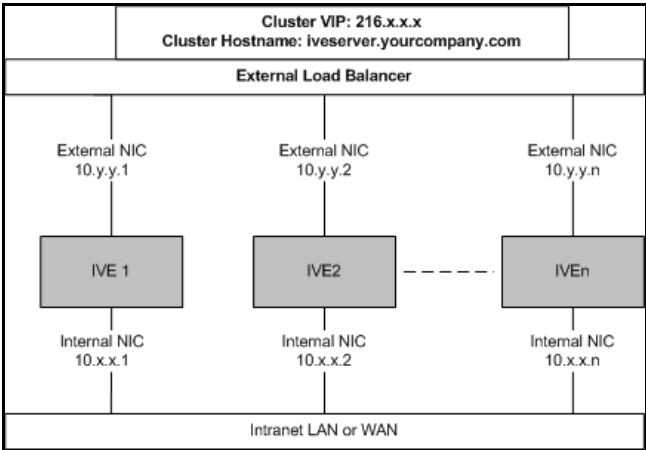 Cluster VIP: 216.x.x.x
Cluster Hostname: iveserver.yourcompany.com
External Load Balancer
External NIC
10.y.y.1
External NIC
10.y.y.2
External NIC
10.y.y.n
IVE 1
IVE2
IVEn
Internal NIC
10.x.x.1
Internal NIC
10.x.x.2
Internal NIC
10.x.x.n
Intranet LAN or WAN